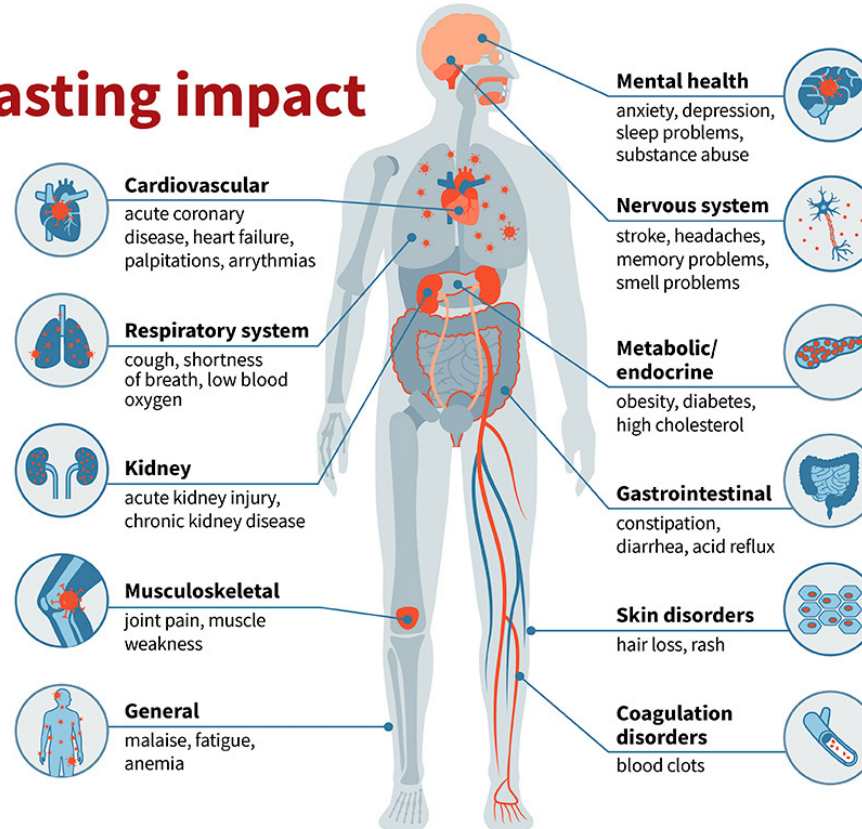 asting impact
Cardiovascular
acute coronary
disease, heart failure,
palpitations, arrythmias
Respiratory system
cough, shortness
of breath, low blood
oxygen
Kidney
acute kidney injury,
chronic kidney disease
Musculoskeletal
joint pain, muscle
weakness
General
malaise, fatigue,
anemia
Mental health
anxiety, depression,
sleep problems,
substance abuse
Nervous system
stroke, headaches,
memory problems,
smell problems
Metabolic/
endocrine
obesity, diabetes,
high cholesterol
Gastrointestinal
constipation,
diarrhea, acid reflux
Skin disorders
hair loss, rash
Coagulation
disorders
blood clots